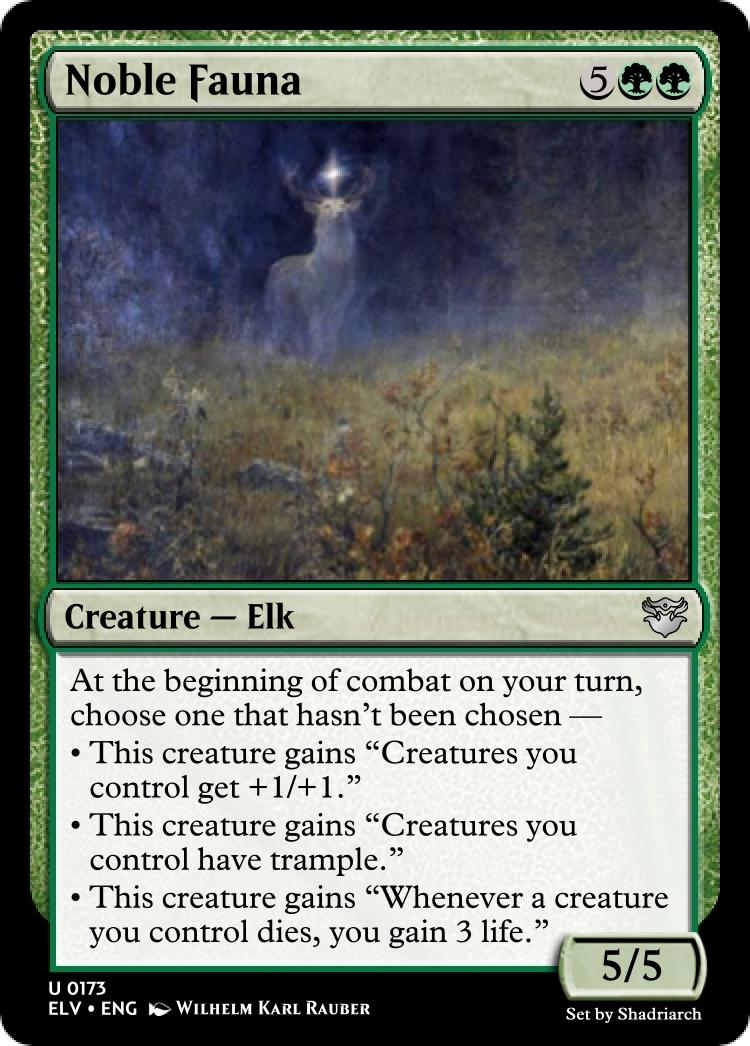 Noble Fauna 5
Creature — Elk
At the beginning of combat on your turn,
choose one that hasn't been chosen —
• This creature gains “Creatures you
control get +1/+1.”
• This creature gains “Creatures you
control have trample.”
• This creature gains “Whenever a creature
you control dies, you gain 3 life.”
5/5
U 0173
ELV • ENG Wilhelm Karl Rauber
Set by Shadriarch